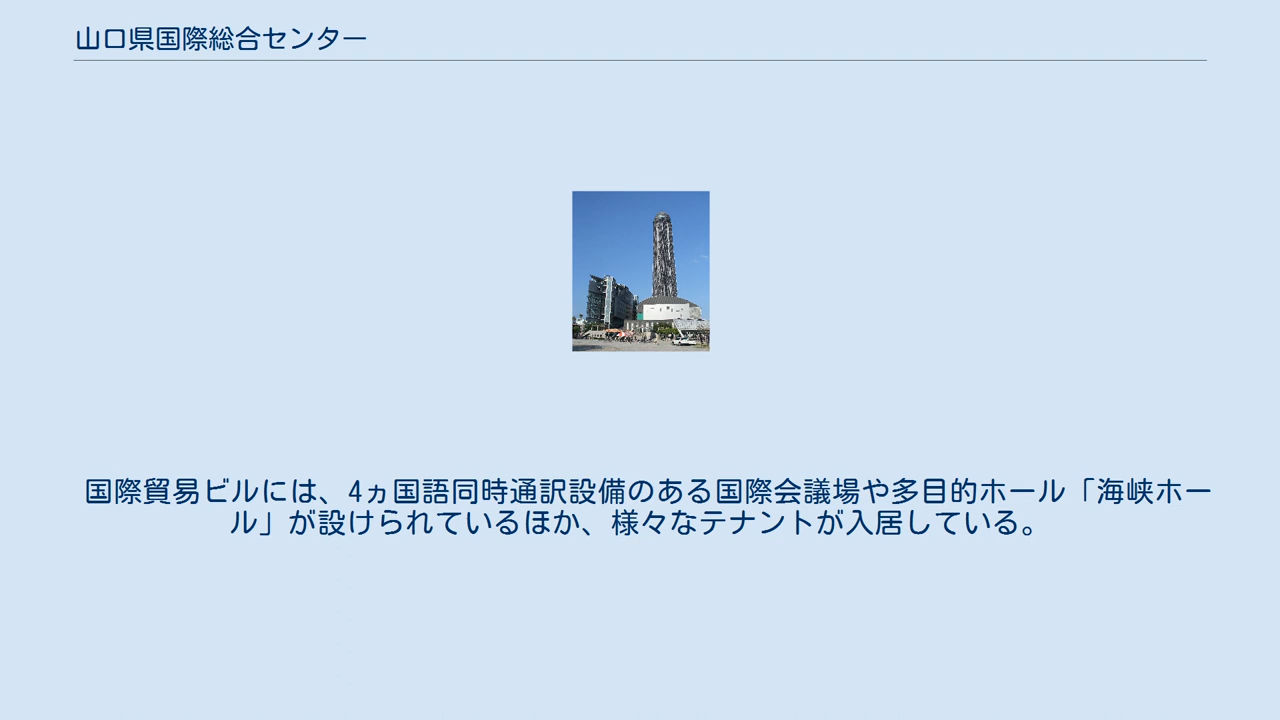 山口県国際総合センター
国際貿易ビルには、4ヵ国語同時通訳設備のある国際会議場や多目的ホール「海峡ホー
ル」が設けられているほか、様々なテナントが入居している。